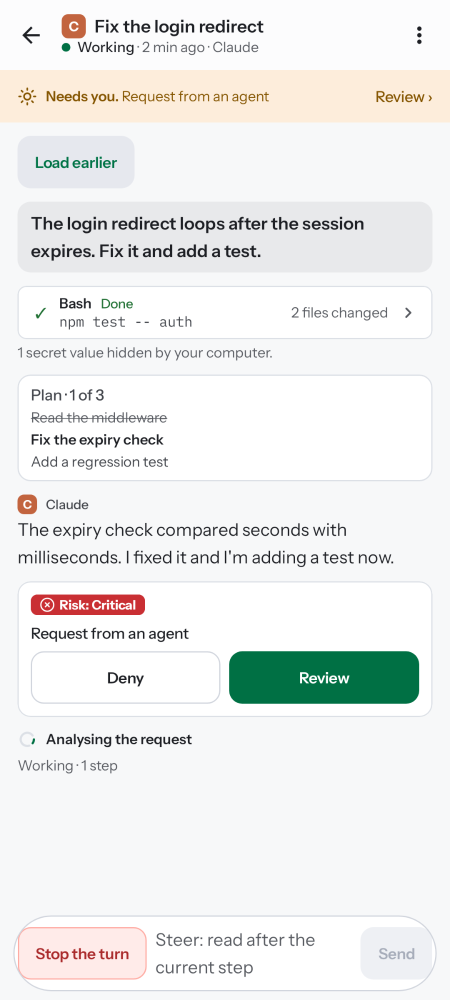 C Fix the login redirect
Working · 2 min ago · Claude
Needs you. Request from an agent Review ›
Load earlier
The login redirect loops after the session
expires. Fix it and add a test.
✓ Bash Done
npm test -- auth
2 files changed
1 secret value hidden by your computer.
Plan · 1 of 3
Read the middleware
Fix the expiry check
Add a regression test
C Claude
The expiry check compared seconds with
milliseconds. I fixed it and I'm adding a test now.
Risk: Critical
Request from an agent
Deny Review
Analysing the request
Working · 1 step
Stop the turn
Steer: read after the
current step
Send